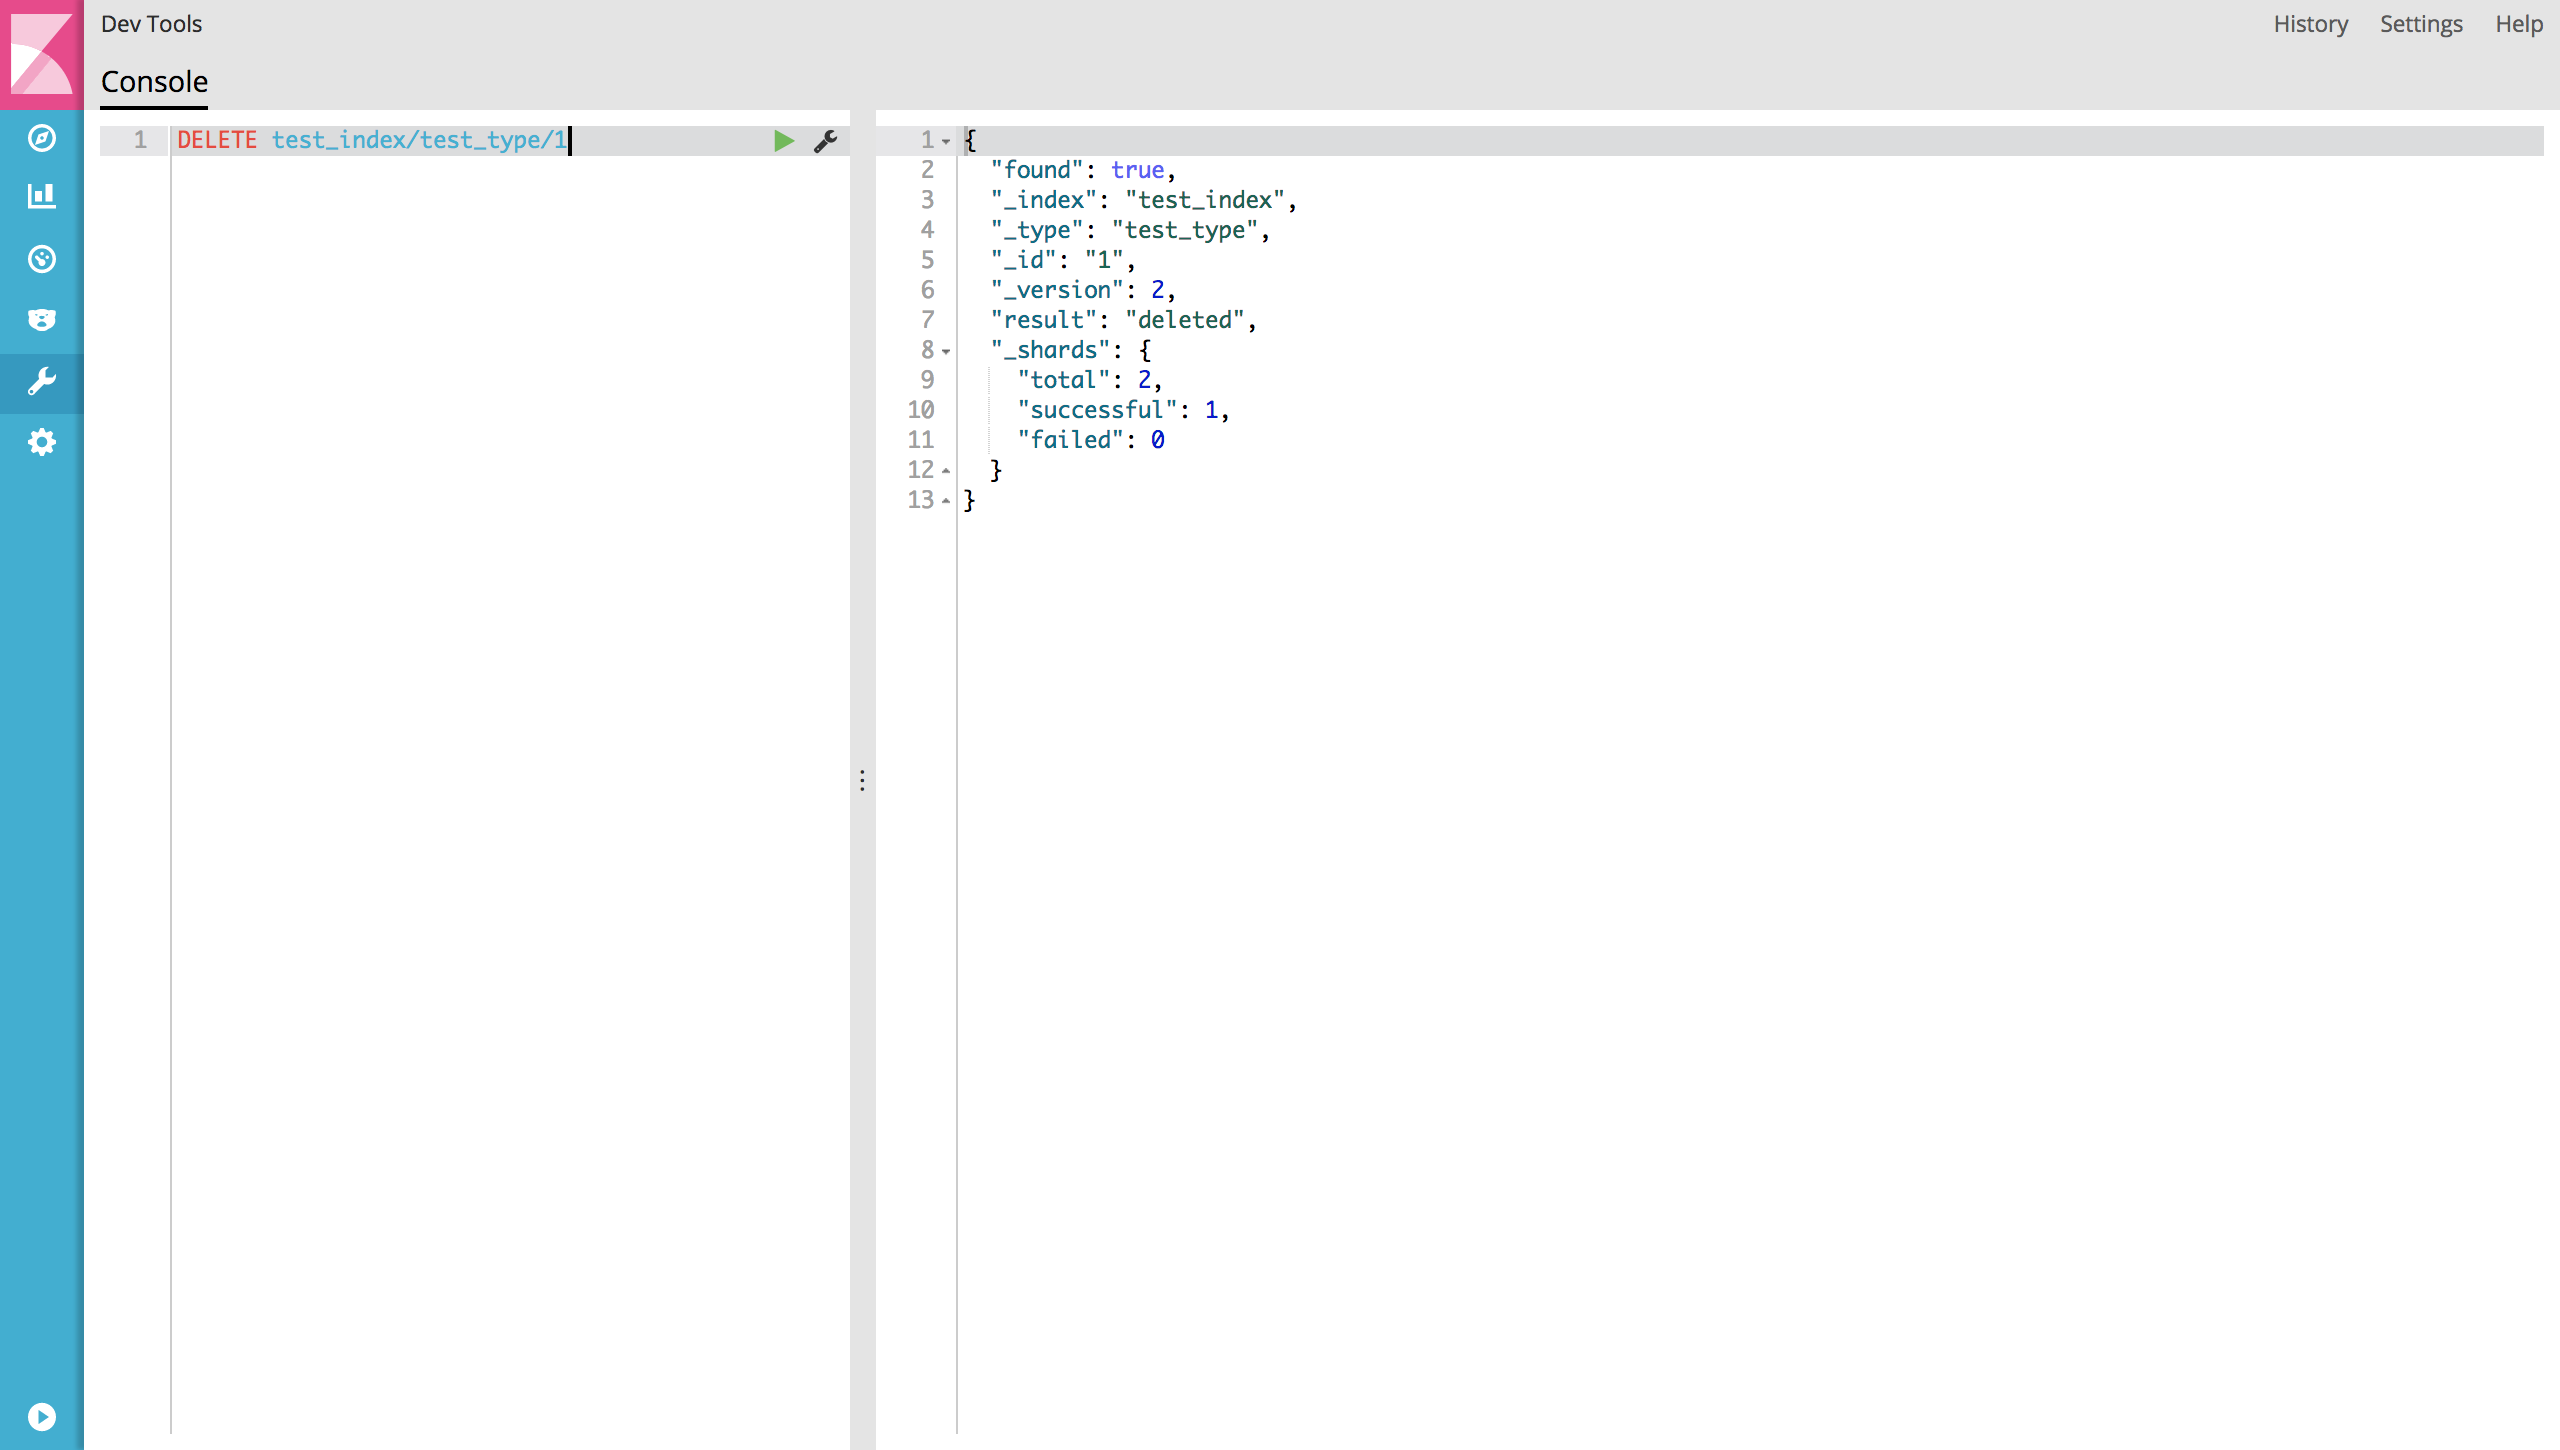 Dev Tools
History Settings Help
Console
1 DELETE test_index/test_type/1
1 {
2 "found": true,
3 "_index": "test_index",
4 "_type": "test_type",
5 "_id": "1",
6 "_version": 2,
7 "result": "deleted",
8 "_shards": {
9 "total": 2,
10 "successful": 1,
11 "failed": 0
12 }
13 }